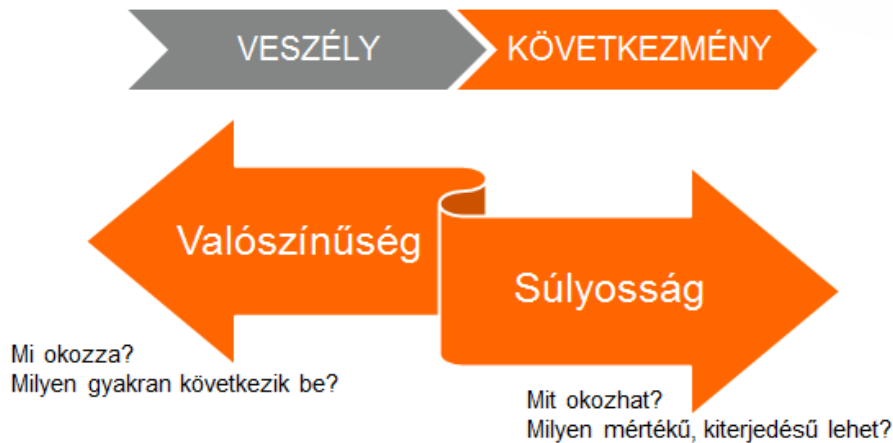 VESZÉLY
KÖVETKEZMÉNY
Valószínűség
Súlyosság
Mi okozza?
Milyen gyakran következik be?
Mit okozhat?
Milyen mértékű, kiterjedésű lehet?